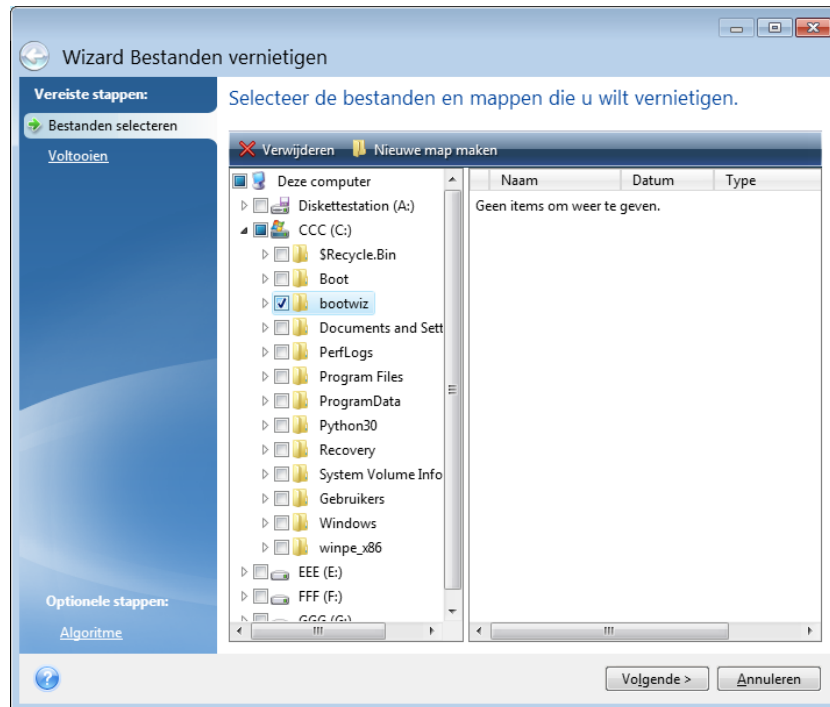 Wizard Bestanden vernietigen
Vereiste stappen:
Bestanden selecteren
Voltooien
Selecteer de bestanden en mappen die u wilt vernietigen.
Verwijderen Nieuwe map maken
Deze computer
Diskettestation (A:)
CCC (C:)
$Recycle.Bin
Boot
bootwiz
Documents and Sett
PerfLogs
Program Files
ProgramData
Python30
Recovery
System Volume Info
Gebruikers
Windows
winpe_x86
EEE (E:)
FFF (F:)
GGG (G:)
Naam Datum Type
Geen items om weer te geven.
Optionele stappen:
Algoritme
Volgende > Annuleren